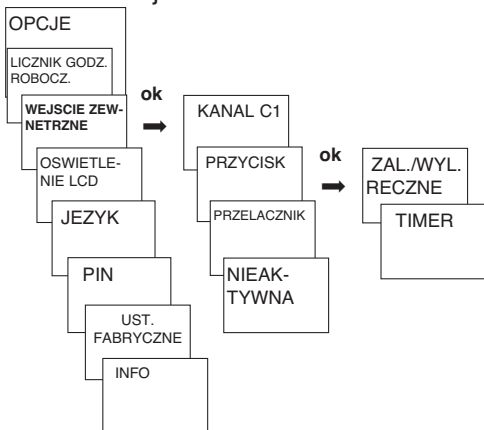 OPCJE
LICZNIK GODZ.
ROBOCZ.
WEJSCIE ZEW-
NETRZNE
OSWIETLE-
NIE LCD
JEZYK
PIN
UST.
FABRYCZNE
INFO
ok
➡
KANAL C1
PRZYCISK
PRZELACZNIK
NIEAK-
TYWNA
ok
➡
ZAL./WYL.
RECZNE
TIMER